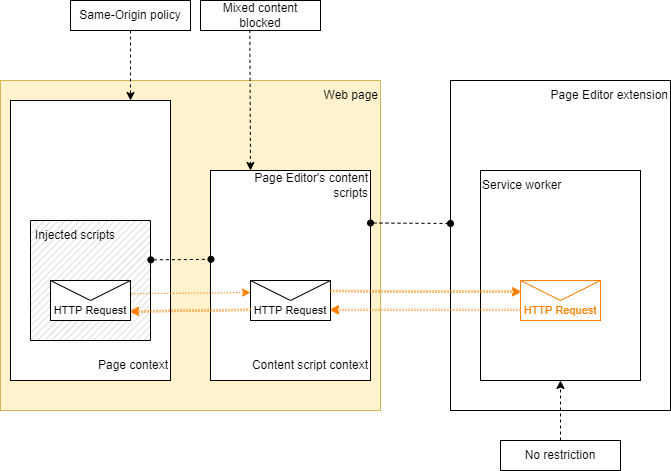 Same-Origin policy
Mixed content
blocked
Web page
Page Editor extension
Page Editor's content
scripts
Service worker
Injected scripts
HTTP Request
HTTP Request
HTTP Request
Page context
Content script context
No restriction